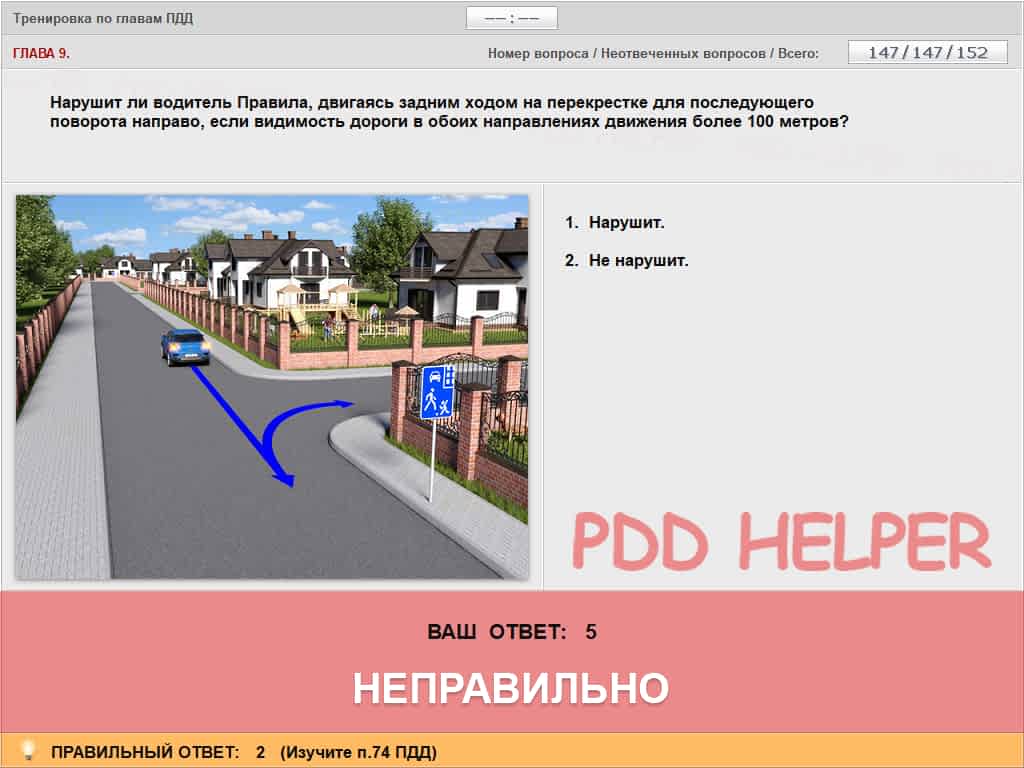 Тренировка по главам ПДД
—— : ——
ГЛАВА 9.
Номер вопроса / Неотвеченных вопросов / Всего:
147/147/152
Нарушит ли водитель Правила, двигаясь задним ходом на перекрестке для последующего
поворота направо, если видимость дороги в обоих направлениях движения более 100 метров?
1. Нарушит.
2. Не нарушит.
PDD HELPER
ВАШ ОТВЕТ: 5
НЕПРАВИЛЬНО
ПРАВИЛЬНЫЙ ОТВЕТ: 2 (Изучите п.74 ПДД)